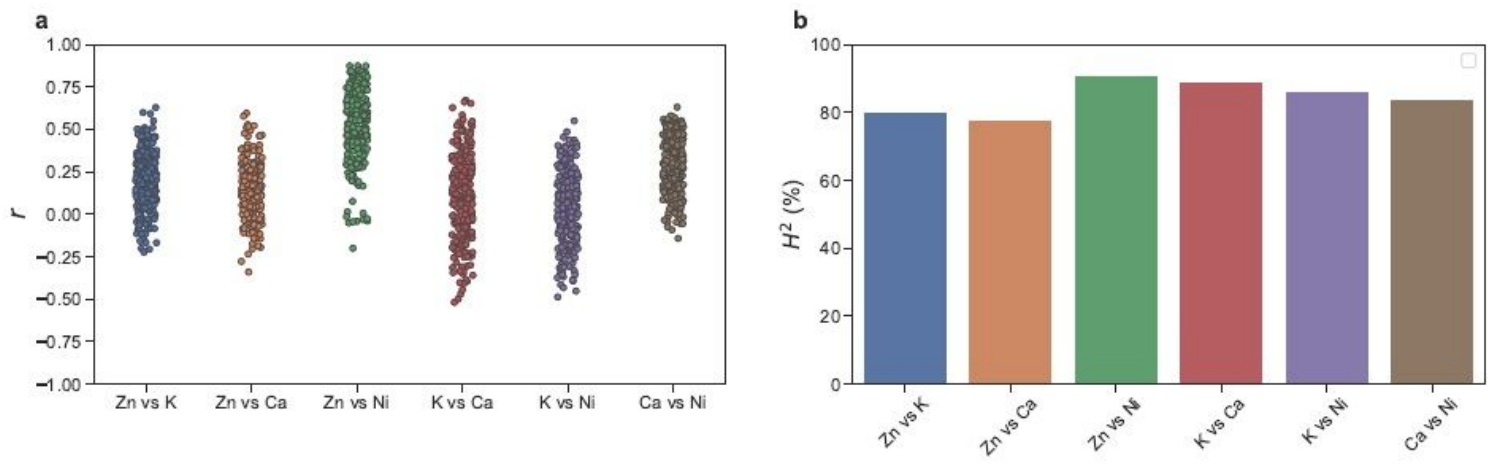 a
1.00
0.75
0.50
0.25
0.00
−0.25
−0.50
−0.75
−1.00
r
Zn vs K
Zn vs Ca
Zn vs Ni
K vs Ca
K vs Ni
Ca vs Ni
b
100
80
60
40
20
0
H² (%)
Zn vs K
Zn vs Ca
Zn vs Ni
K vs Ca
K vs Ni
Ca vs Ni